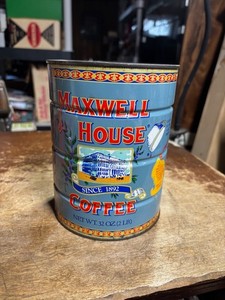 MAXWELL
HOUSE
SINCE 1892
COFFEE
NET WT 32 OZ (2 LB)